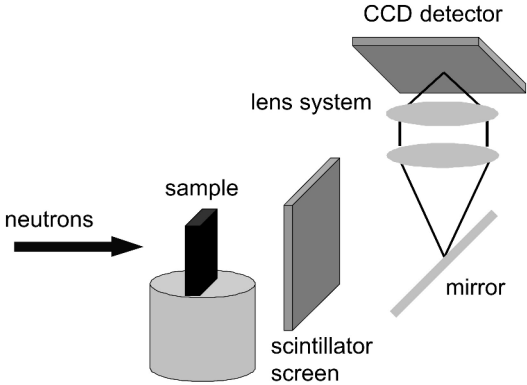 CCD detector
lens system
sample
neutrons
mirror
scintillator
screen